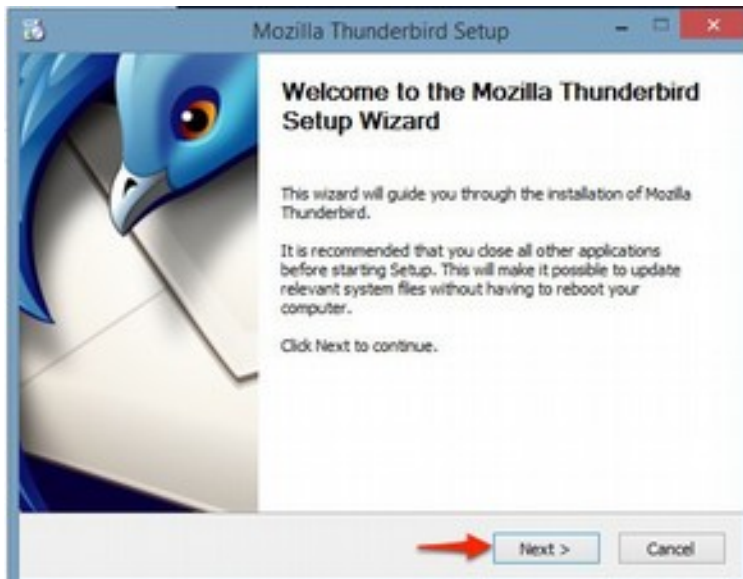 Mozilla Thunderbird Setup
Welcome to the Mozilla Thunderbird
Setup Wizard
This wizard will guide you through the installation of Mozilla
Thunderbird.
It is recommended that you close all other applications
before starting Setup. This will make it possible to update
relevant system files without having to reboot your
computer.
Click Next to continue.
Next >
Cancel